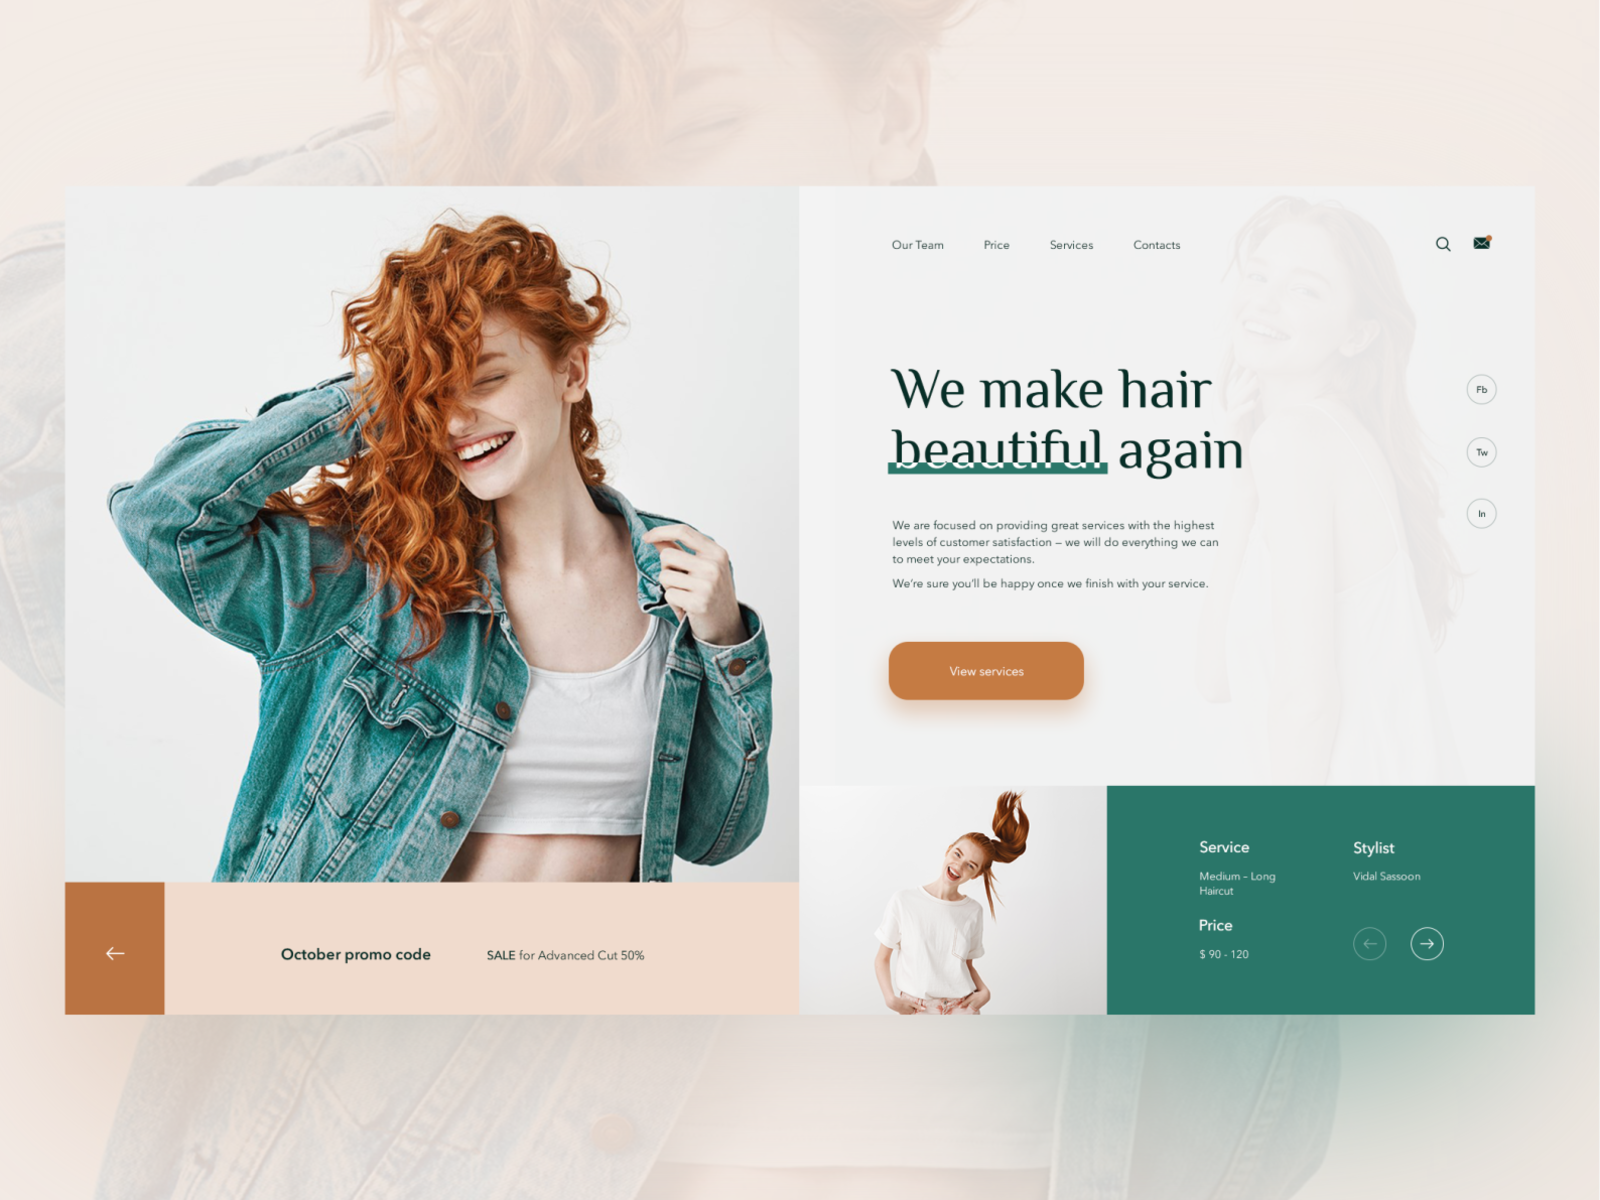 Our Team Price Services Contacts
We make hair
beautiful again
Fb
Tw
In
We are focused on providing great services with the highest
levels of customer satisfaction – we will do everything we can
to meet your expectations.
We're sure you'll be happy once we finish with your service.
View services
October promo code SALE for Advanced Cut 50%
Service
Medium - Long
Haircut
Price
$ 90 - 120
Stylist
Vidal Sassoon